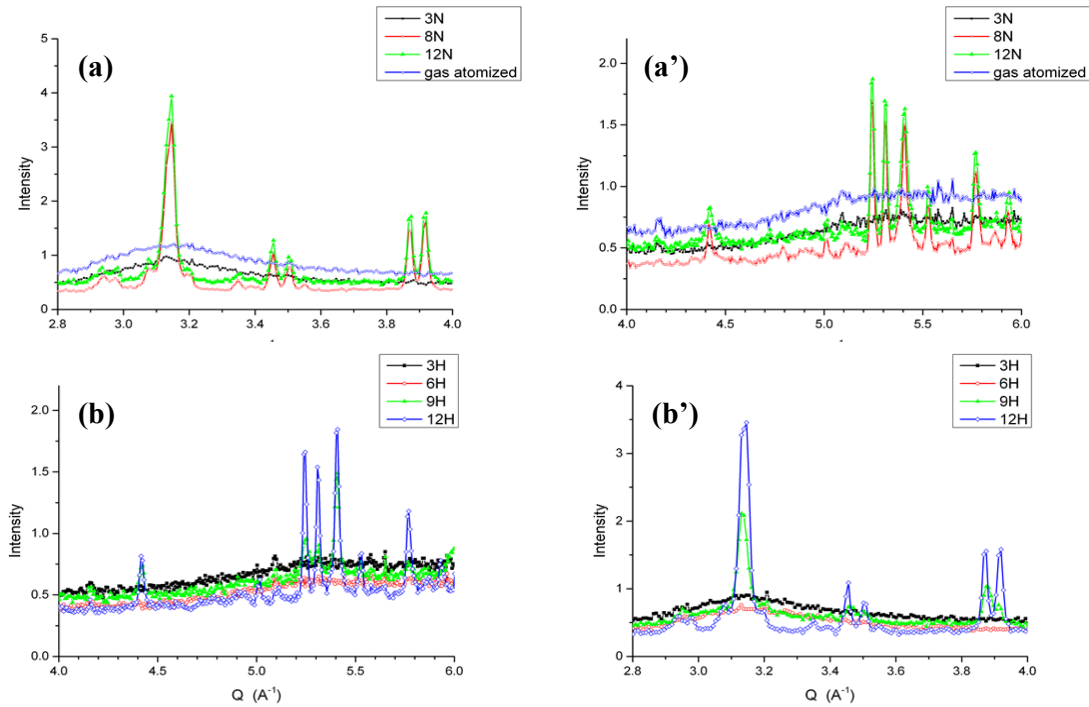 3N
8N
12N
gas atomized
(a)
5
4
3
2
1
0
Intensity
2.8 3.0 3.2 3.4 3.6 3.8 4.0
3N
8N
12N
gas atomized
(a’)
2.0
1.5
1.0
0.5
0.0
Intensity
4.0 4.5 5.0 5.5 6.0
3H
6H
9H
12H
(b)
2.0
1.5
1.0
0.5
0.0
Intensity
4.0 4.5 5.0 5.5 6.0
Q (A⁻¹)
3H
6H
9H
12H
(b’)
4
3
2
1
0
Intensity
2.8 3.0 3.2 3.4 3.6 3.8 4.0
Q (A⁻¹)